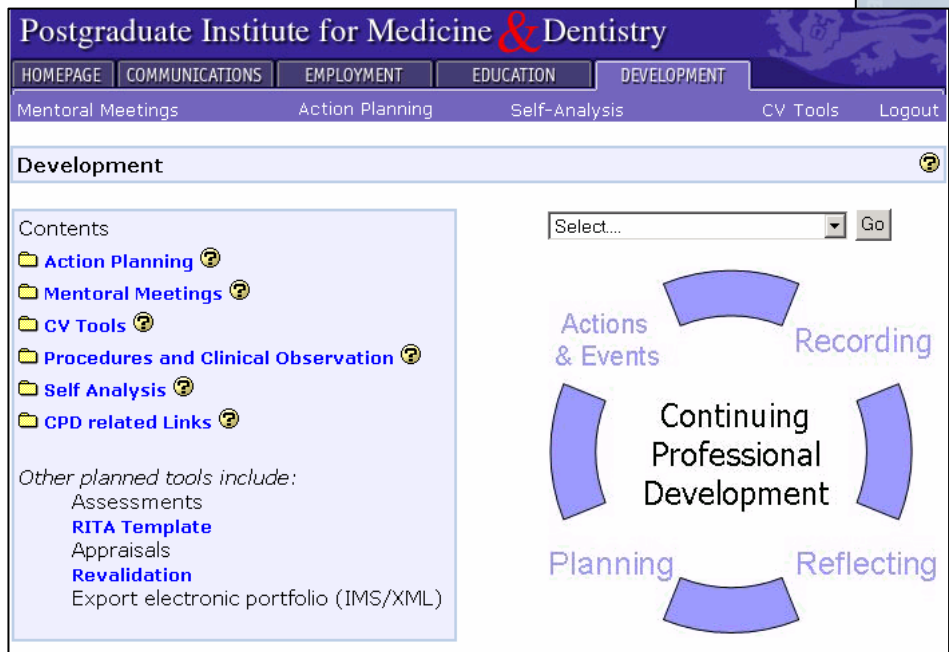 Postgraduate Institute for Medicine & Dentistry
HOMEPAGE COMMUNICATIONS EMPLOYMENT EDUCATION DEVELOPMENT
Mentoral Meetings Action Planning Self-Analysis CV Tools Logout
Development ?
Contents
Action Planning ?
Mentoral Meetings ?
CV Tools ?
Procedures and Clinical Observation ?
Self Analysis ?
CPD related Links ?
Other planned tools include:
Assessments
RITA Template
Appraisals
Revalidation
Export electronic portfolio (IMS/XML)
Select.... Go
Actions
& Events
Recording
Continuing
Professional
Development
Planning
Reflecting